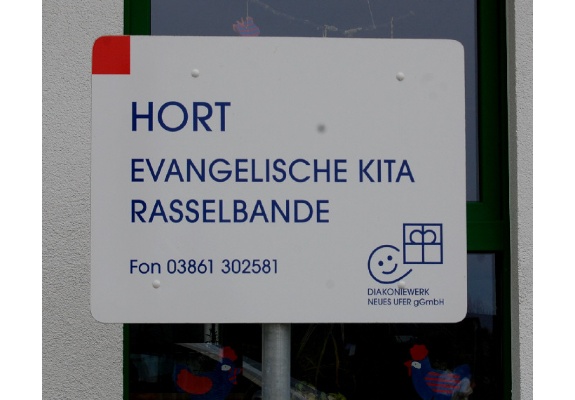 HORT
EVANGELISCHE KITA
RASSELBANDE
Fon 03861 302581
DIAKONIEWERK
NEUES UFER gGmbH